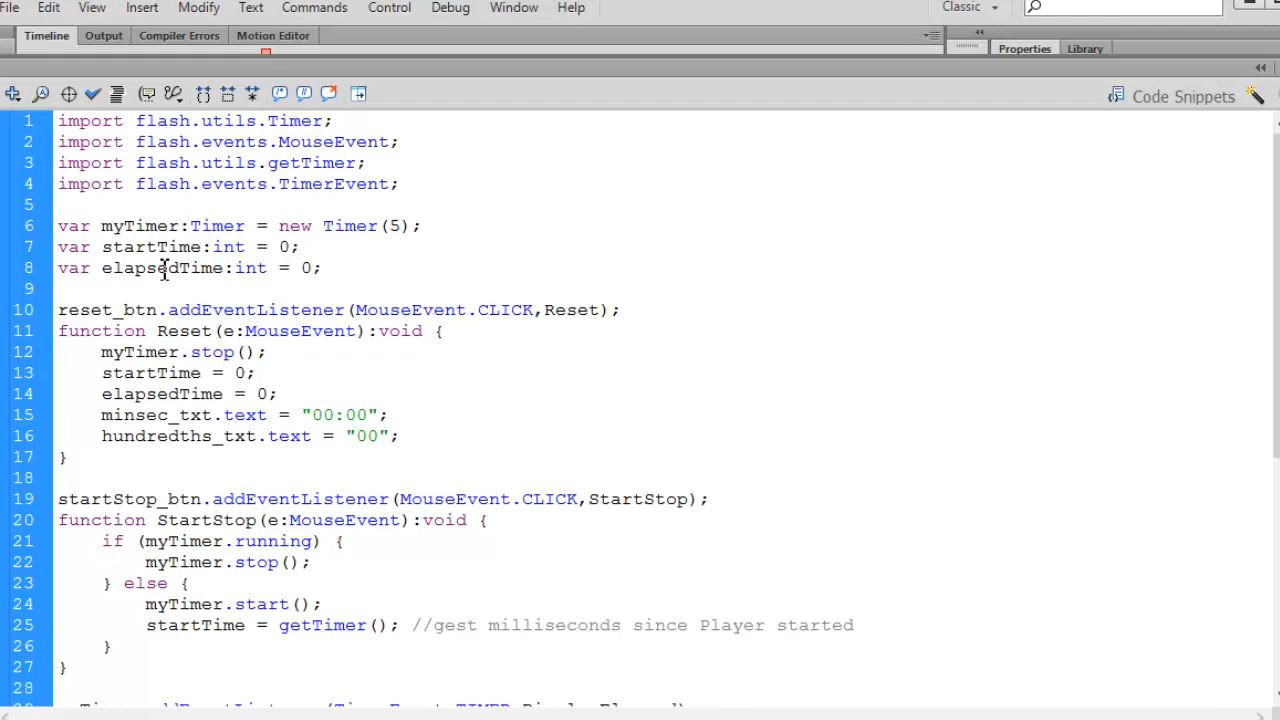 File Edit View Insert Modify Text Commands Control Debug Window Help Classic
Timeline Output Compiler Errors Motion Editor Properties Library
Code Snippets
1 import flash.utils.Timer;
2 import flash.events.MouseEvent;
3 import flash.utils.getTimer;
4 import flash.events.TimerEvent;
5
6 var myTimer:Timer = new Timer(5);
7 var startTime:int = 0;
8 var elapsedTime:int = 0;
9
10 reset_btn.addEventListener(MouseEvent.CLICK,Reset);
11 function Reset(e:MouseEvent):void {
12 myTimer.stop();
13 startTime = 0;
14 elapsedTime = 0;
15 minsec_txt.text = "00:00";
16 hundredths_txt.text = "00";
17 }
18
19 startStop_btn.addEventListener(MouseEvent.CLICK,StartStop);
20 function StartStop(e:MouseEvent):void {
21 if (myTimer.running) {
22 myTimer.stop();
23 } else {
24 myTimer.start();
25 startTime = getTimer(); //gest milliseconds since Player started
26 }
27 }
28